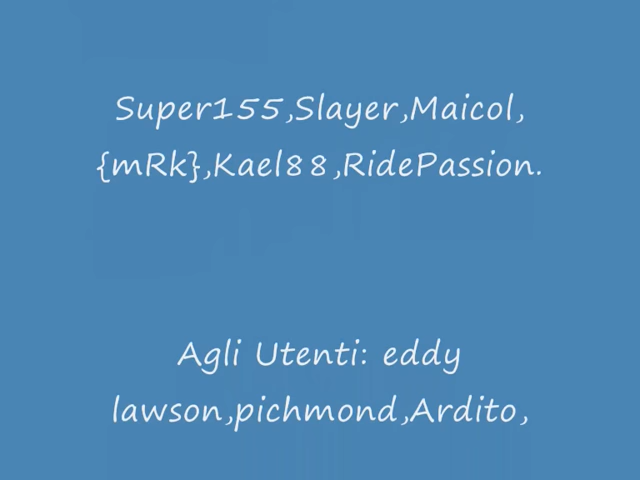 Super155,Slayer,Maicol,
{mRk},Kael88,RidePassion.
Agli Utenti: eddy
lawson,pichmond,Ardito,